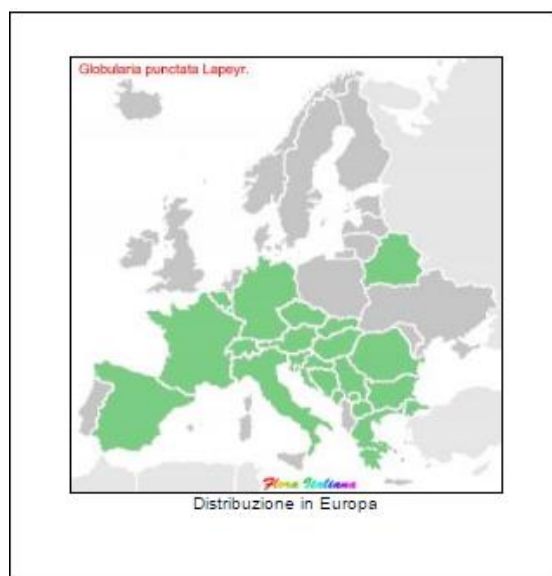 Globularia punctata Lapeyr.
Flora Italiana
Distribuzione in Europa